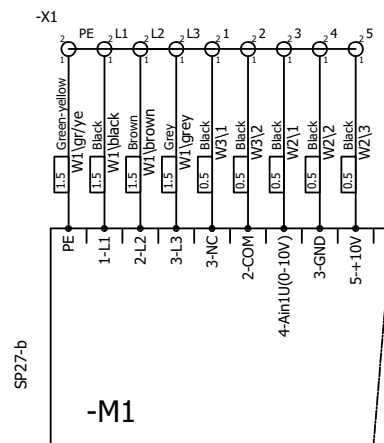 -X1
PE L1 L2 L3 1 2 3 4 5
2 2 2 2 2 2 2 2 2
1 1 1 1 1 1 1 1 1
Green-yellow
W1\gr/ye
1.5
Black
W1\black
1.5
Brown
W1\brown
1.5
Grey
W1\grey
1.5
Black
W3\1
0.5
Black
W3\2
0.5
Black
W2\1
0.5
Black
W2\2
0.5
Black
W2\3
0.5
PE
1-L1
2-L2
3-L3
3-NC
2-COM
4-Ain1U(0-10V)
3-GND
5-+10V
SP27-b
-M1